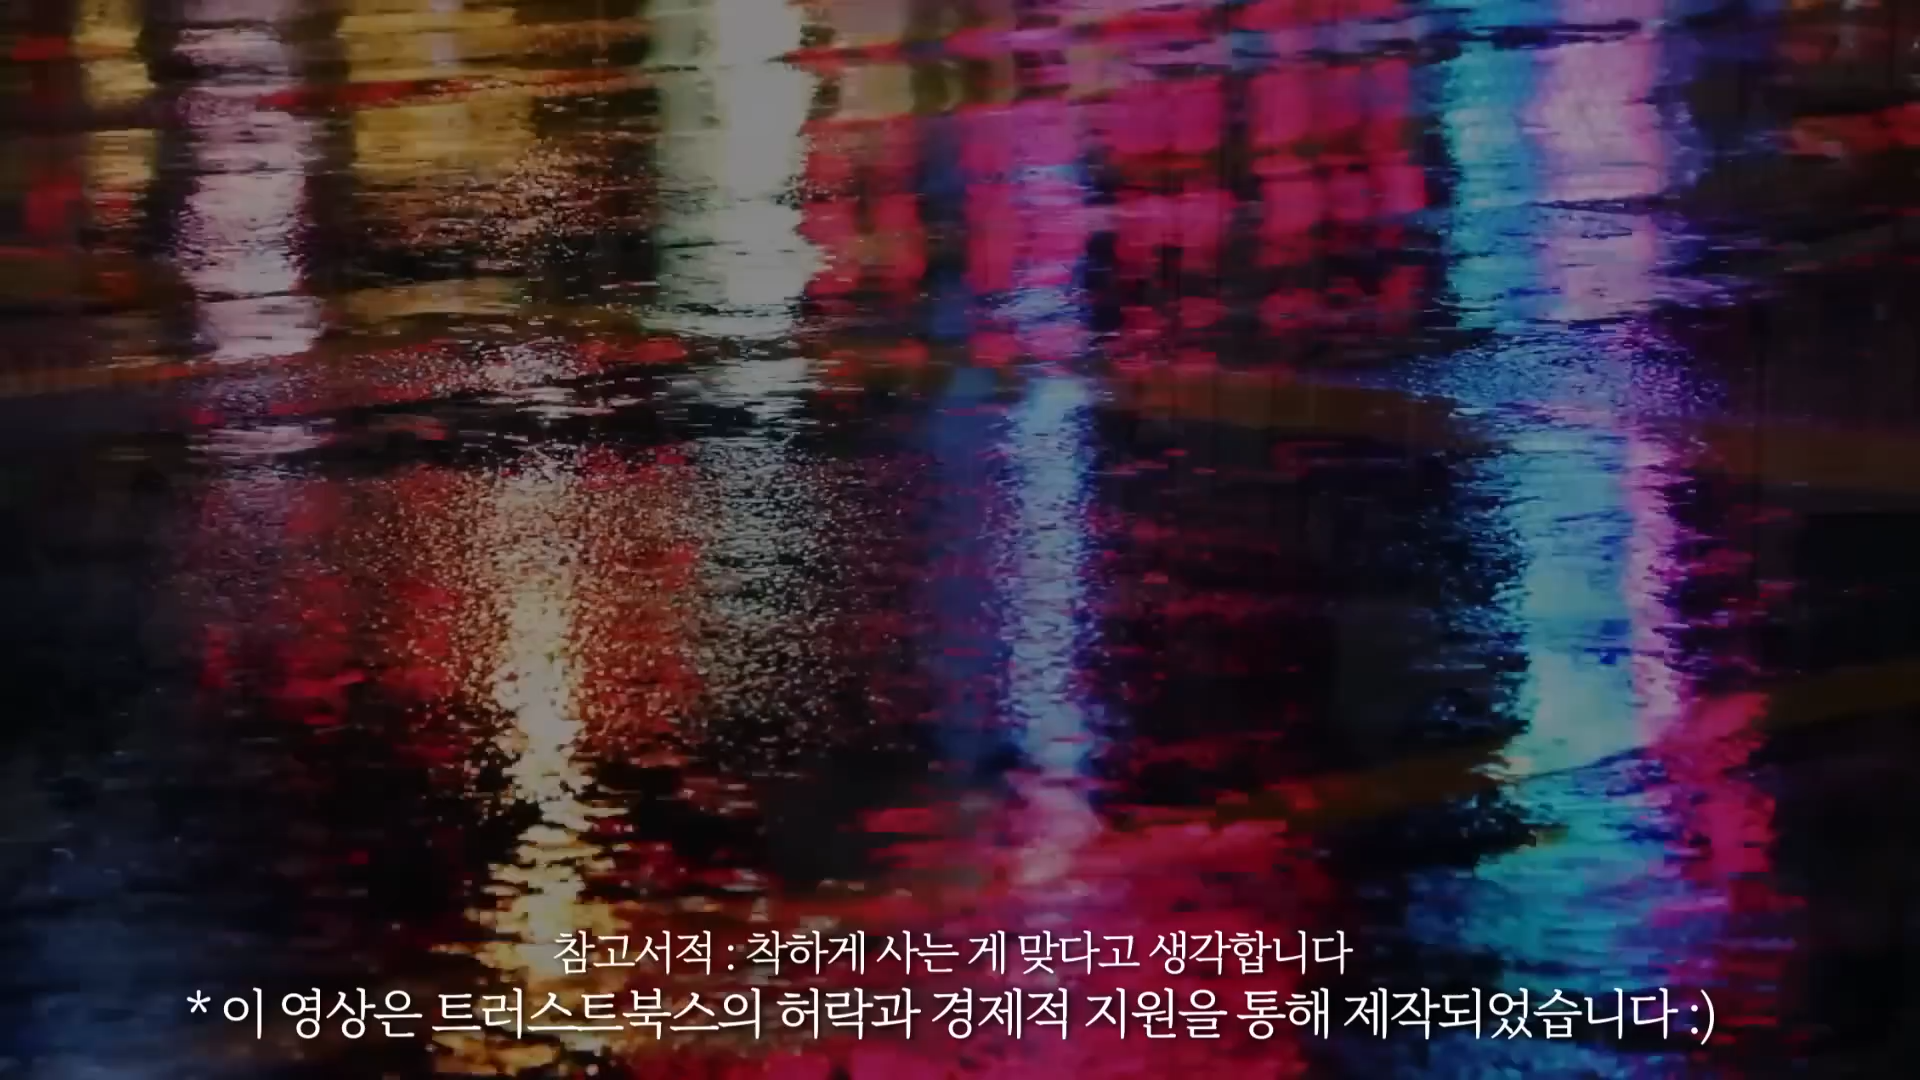 참고서적 : 착하게 사는 게 맞다고 생각합니다
* 이 영상은 트러스트북스의 허락과 경제적 지원을 통해 제작되었습니다 :)